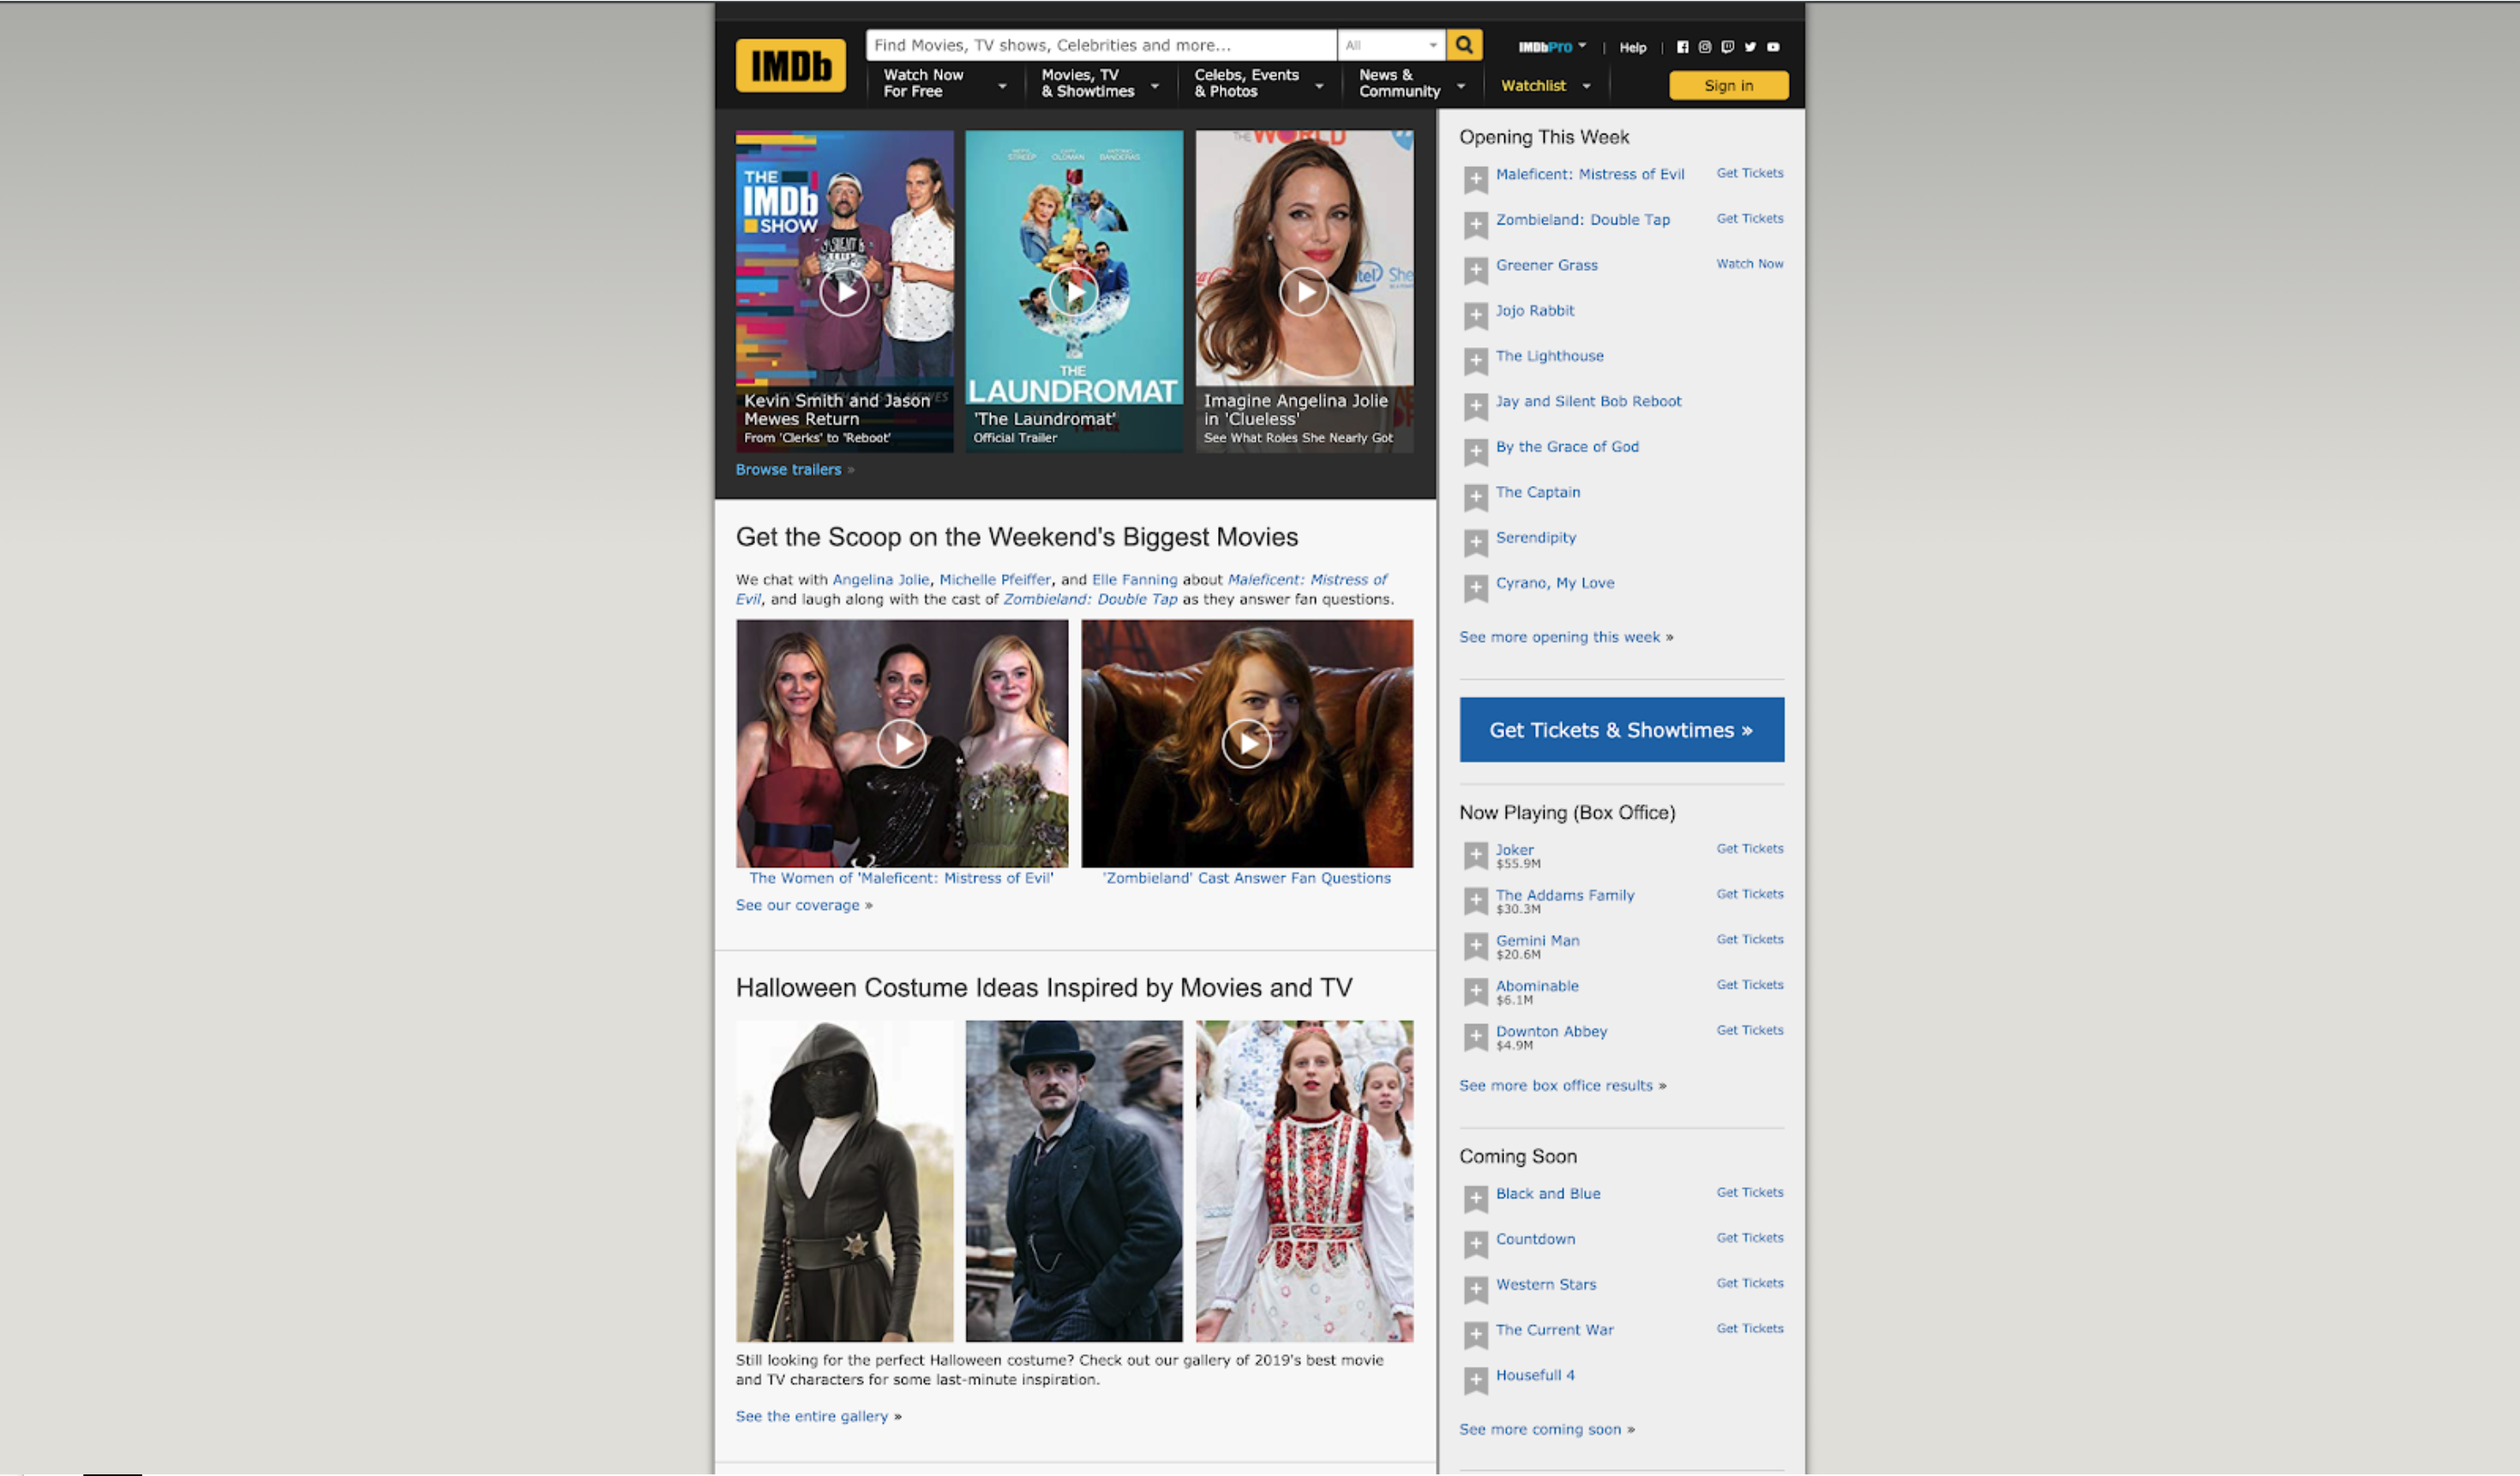 IMDb
Find Movies, TV shows, Celebrities and more...
All
IMDbPro
Help
Watch Now
For Free
Movies, TV
& Showtimes
Celebs, Events
& Photos
News &
Community
Watchlist
Sign in
THE
IMDb
SHOW
Kevin Smith and Jason
Mewes Return
From 'Clerks' to 'Reboot'
STREEP OLDMAN BANDERAS
THE
LAUNDROMAT
'The Laundromat'
Official Trailer
THE WORLD
intel
She
Imagine Angelina Jolie
in 'Clueless'
See What Roles She Nearly Got
Browse trailers »
Get the Scoop on the Weekend's Biggest Movies
We chat with Angelina Jolie, Michelle Pfeiffer, and Elle Fanning about Maleficent: Mistress of
Evil, and laugh along with the cast of Zombieland: Double Tap as they answer fan questions.
The Women of 'Maleficent: Mistress of Evil'
'Zombieland' Cast Answer Fan Questions
See our coverage »
Halloween Costume Ideas Inspired by Movies and TV
Still looking for the perfect Halloween costume? Check out our gallery of 2019's best movie
and TV characters for some last-minute inspiration.
See the entire gallery »
Opening This Week
Maleficent: Mistress of Evil Get Tickets
Zombieland: Double Tap Get Tickets
Greener Grass Watch Now
Jojo Rabbit
The Lighthouse
Jay and Silent Bob Reboot
By the Grace of God
The Captain
Serendipity
Cyrano, My Love
See more opening this week »
Get Tickets & Showtimes »
Now Playing (Box Office)
Joker Get Tickets
$55.9M
The Addams Family Get Tickets
$30.3M
Gemini Man Get Tickets
$20.6M
Abominable Get Tickets
$6.1M
Downton Abbey Get Tickets
$4.9M
See more box office results »
Coming Soon
Black and Blue Get Tickets
Countdown Get Tickets
Western Stars Get Tickets
The Current War Get Tickets
Housefull 4
See more coming soon »